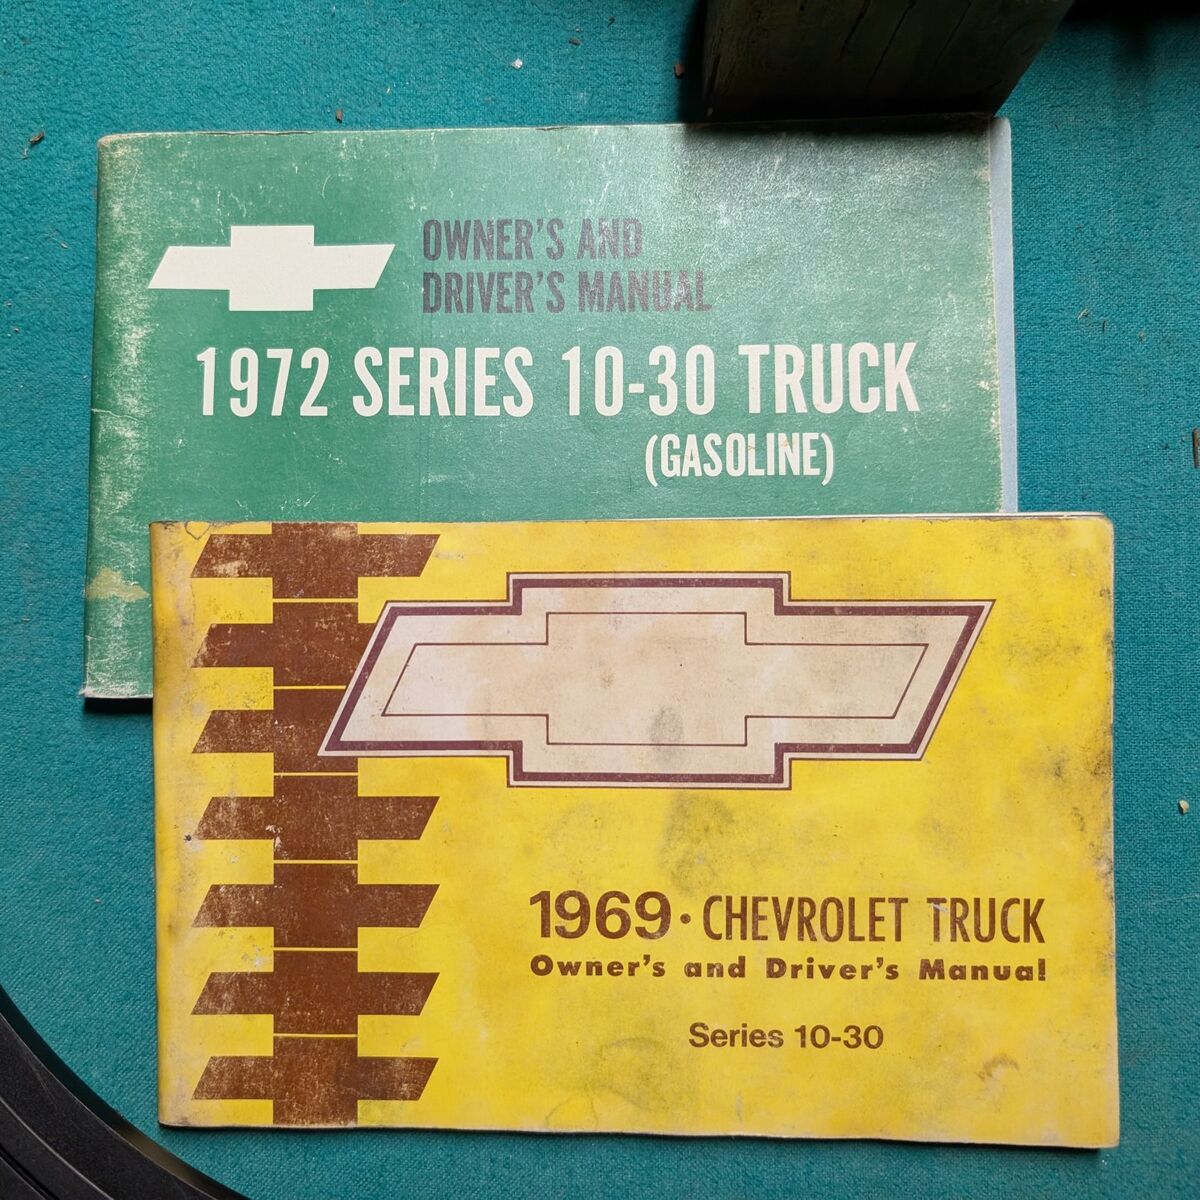 OWNER'S AND
DRIVER'S MANUAL
1972 SERIES 10-30 TRUCK
(GASOLINE)
1969 • CHEVROLET TRUCK
Owner's and Driver's Manual
Series 10-30